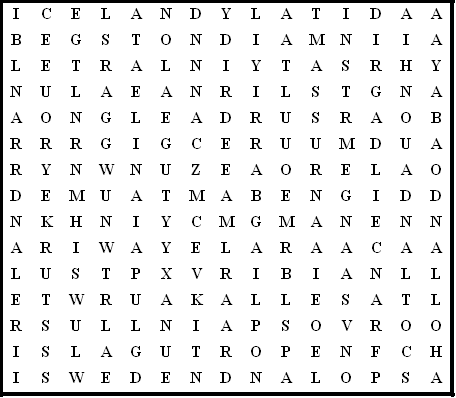 I C E L A N D Y L A T I D A A
B E G S T O N D I A M N I I A
L E T R A L N I Y T A S R H Y
N U L A E A N R I L S T G N A
A O N G L E A D R U S R A O B
R R R G I G C E R U U M D U A
R Y N W N U Z E A O R E L A O
D E M U A T M A B E N G I D D
N K H N I Y C M G M A N E N N
A R I W A Y E L A R A A C A A
L U S T P X V R I B I A N L L
E T W R U A K A L L E S A T L
R S U L L N I A P S O V R O O
I S L A G U T R O P E N F C H
I S W E D E N D N A L O P S A